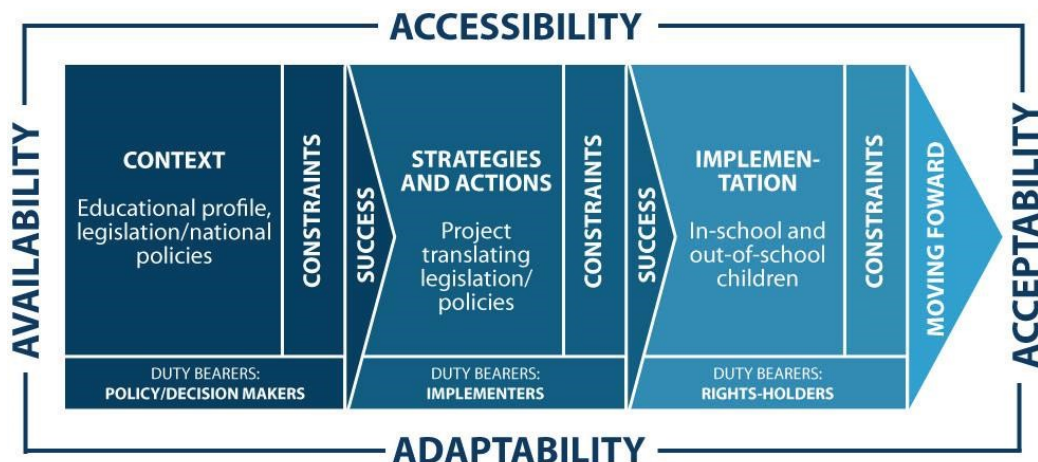 ACCESSIBILITY
AVAILABILITY
CONTEXT
Educational profile,
legislation/national
policies
CONSTRAINTS
SUCCESS
STRATEGIES
AND ACTIONS
Project
translating
legislation/
policies
CONSTRAINTS
SUCCESS
IMPLEMEN-
TATION
In-school and
out-of-school
children
CONSTRAINTS
MOVING FOWARD
ACCEPTABILITY
DUTY BEARERS:
POLICY/DECISION MAKERS
DUTY BEARERS:
IMPLEMENTERS
DUTY BEARERS:
RIGHTS-HOLDERS
ADAPTABILITY